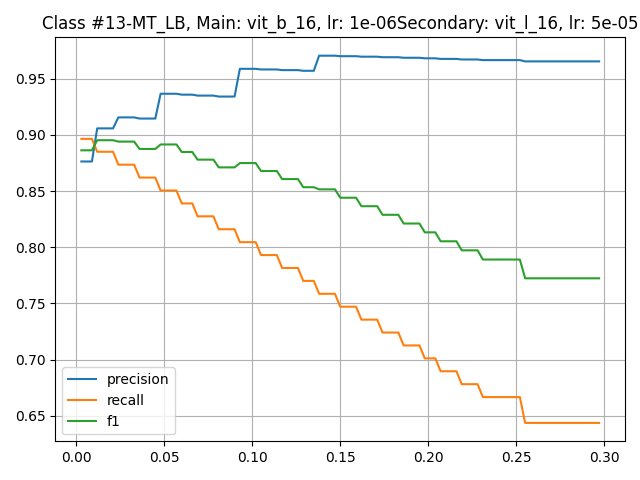 Class #13-MT_LB, Main: vit_b_16, lr: 1e-06Secondary: vit_l_16, lr: 5e-05
0.95
0.90
0.85
0.80
0.75
0.70
0.65
precision
recall
f1
0.00 0.05 0.10 0.15 0.20 0.25 0.30